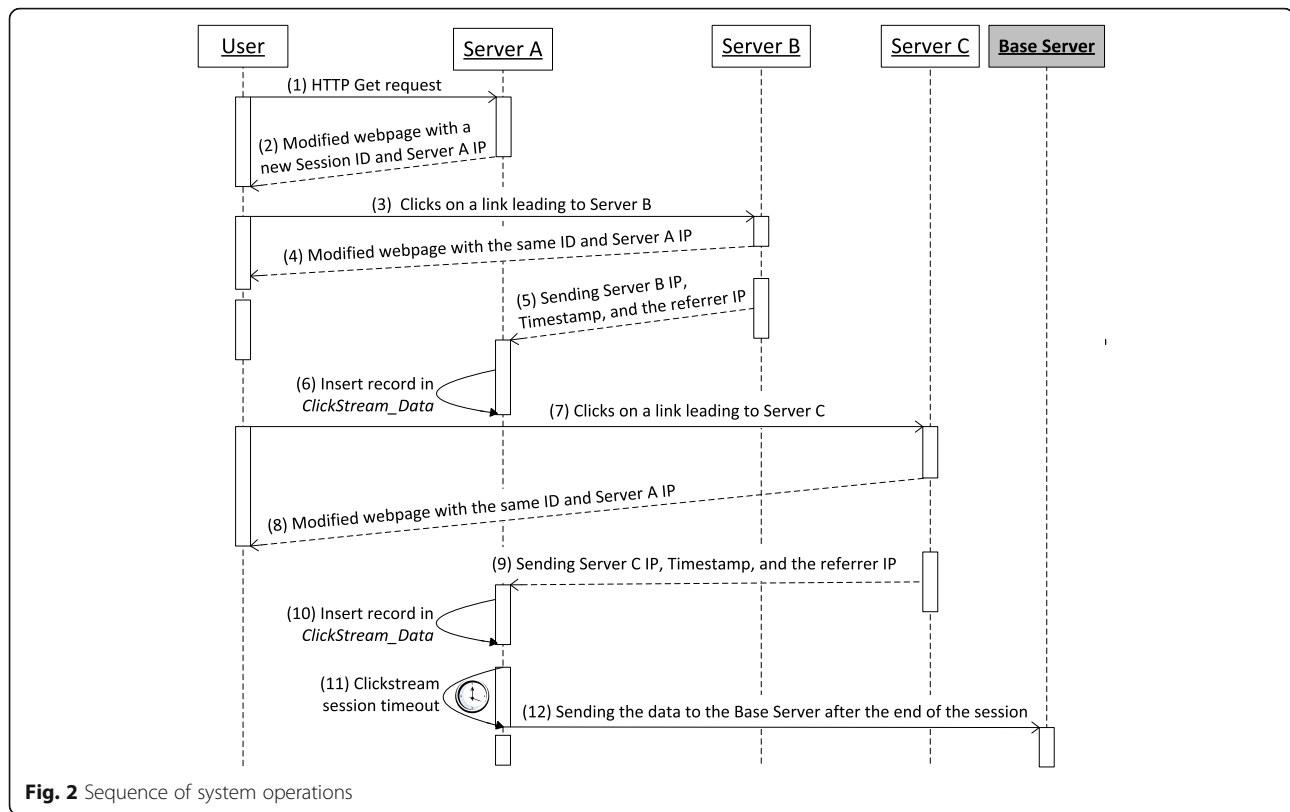 User
Server A
Server B
Server C
Base Server
(1) HTTP Get request
(2) Modified webpage with a
new Session ID and Server A IP
(3) Clicks on a link leading to Server B
(4) Modified webpage with the same ID and Server A IP
(5) Sending Server B IP,
Timestamp, and the referrer IP
(6) Insert record in
ClickStream_Data
(7) Clicks on a link leading to Server C
(8) Modified webpage with the same ID and Server A IP
(9) Sending Server C IP, Timestamp, and the referrer IP
(10) Insert record in
ClickStream_Data
(11) Clickstream
session timeout
(12) Sending the data to the Base Server after the end of the session
Fig. 2 Sequence of system operations